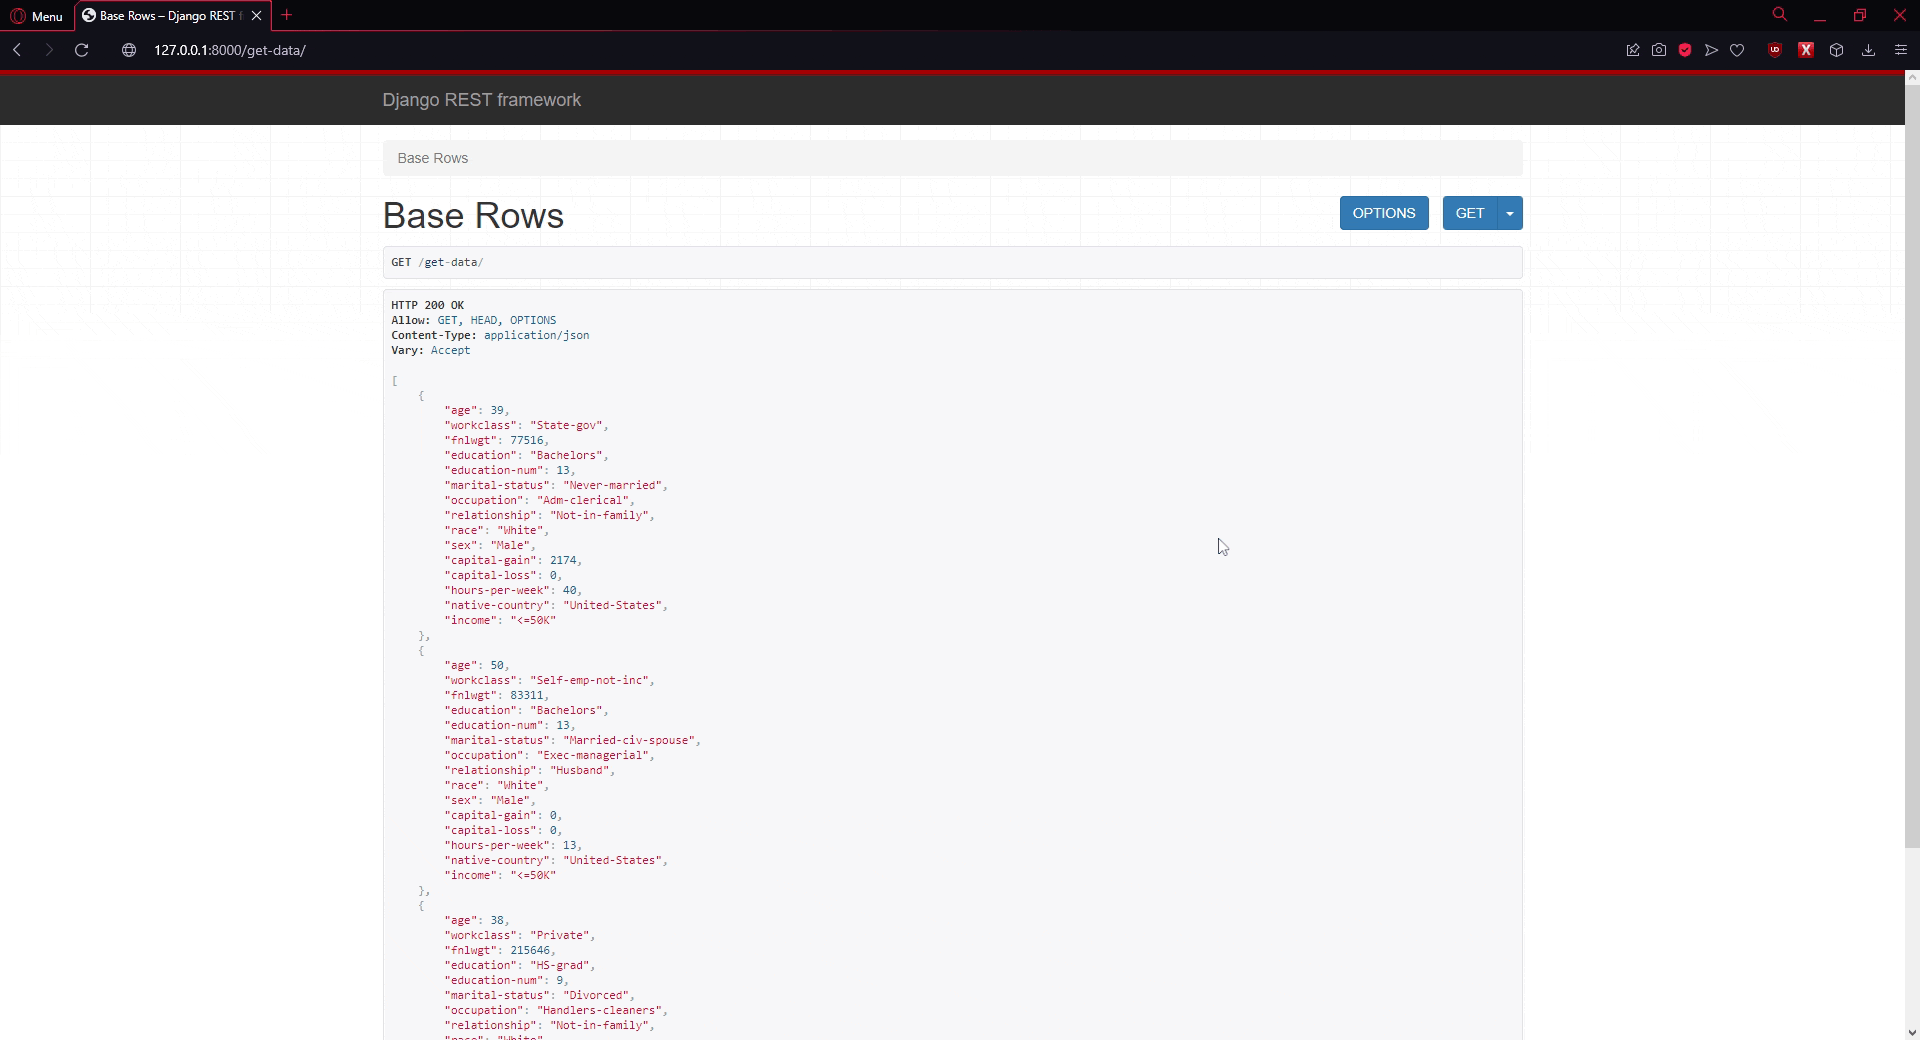 Menu
Base Rows – Django REST f
127.0.0.1:8000/get-data/
Django REST framework
Base Rows
Base Rows
OPTIONS
GET
GET /get-data/
HTTP 200 OK
Allow: GET, HEAD, OPTIONS
Content-Type: application/json
Vary: Accept
[
{
"age": 39,
"workclass": "State-gov",
"fnlwgt": 77516,
"education": "Bachelors",
"education-num": 13,
"marital-status": "Never-married",
"occupation": "Adm-clerical",
"relationship": "Not-in-family",
"race": "White",
"sex": "Male",
"capital-gain": 2174,
"capital-loss": 0,
"hours-per-week": 40,
"native-country": "United-States",
"income": "<=50K"
},
{
"age": 50,
"workclass": "Self-emp-not-inc",
"fnlwgt": 83311,
"education": "Bachelors",
"education-num": 13,
"marital-status": "Married-civ-spouse",
"occupation": "Exec-managerial",
"relationship": "Husband",
"race": "White",
"sex": "Male",
"capital-gain": 0,
"capital-loss": 0,
"hours-per-week": 13,
"native-country": "United-States",
"income": "<=50K"
},
{
"age": 38,
"workclass": "Private",
"fnlwgt": 215646,
"education": "HS-grad",
"education-num": 9,
"marital-status": "Divorced",
"occupation": "Handlers-cleaners",
"relationship": "Not-in-family",
"race": "White"